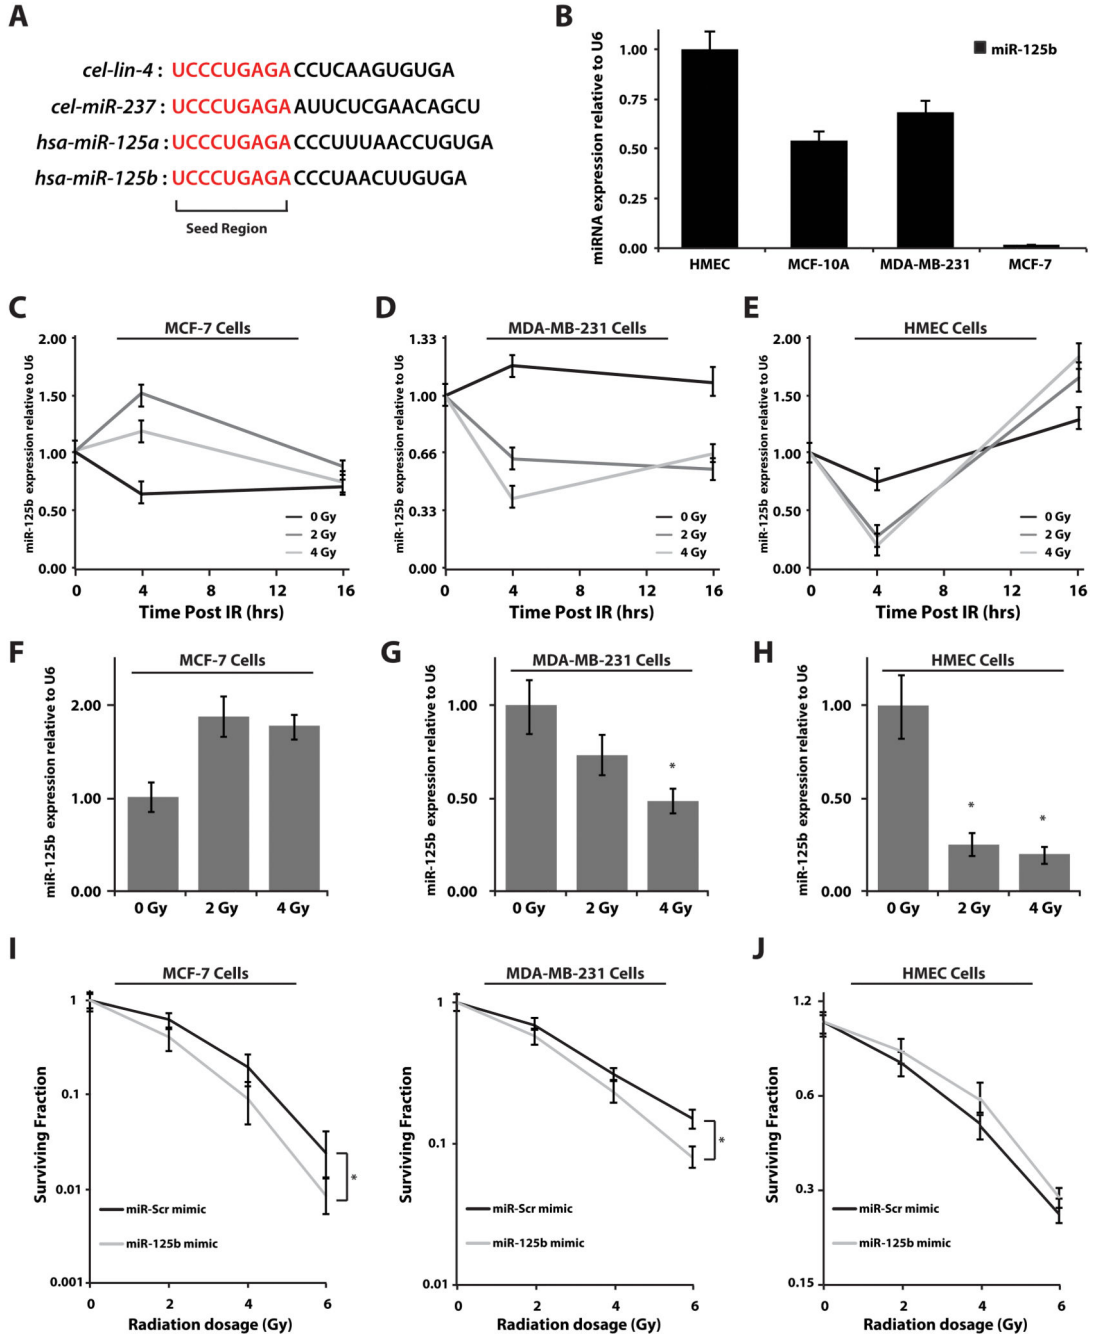 A
cel-lin-4 : UCCCUGAGA CCUCAAGUGUGA
cel-miR-237 : UCCCUGAGA AUUCUCGAACAGCU
hsa-miR-125a : UCCCUGAGA CCCUUUAACCUGUGA
hsa-miR-125b : UCCCUGAGA CCCUAACUUGUGA
Seed Region
B
miRNA expression relative to U6
1.00
0.75
0.50
0.25
0.00
miR-125b
HMEC MCF-10A MDA-MB-231 MCF-7
C
MCF-7 Cells
miR-125b expression relative to U6
2.00
1.50
1.00
0.50
0.00
0 Gy
2 Gy
4 Gy
0 4 8 12 16
Time Post IR (hrs)
D
MDA-MB-231 Cells
miR-125b expression relative to U6
1.33
1.00
0.66
0.33
0.00
0 Gy
2 Gy
4 Gy
0 4 8 12 16
Time Post IR (hrs)
E
HMEC Cells
miR-125b expression relative to U6
2.00
1.50
1.00
0.50
0.00
0 Gy
2 Gy
4 Gy
0 4 8 12 16
Time Post IR (hrs)
F
MCF-7 Cells
miR-125b expression relative to U6
2.00
1.00
0.00
0 Gy 2 Gy 4 Gy
G
MDA-MB-231 Cells
miR-125b expression relative to U6
1.00
0.50
0.00
*
0 Gy 2 Gy 4 Gy
H
HMEC Cells
miR-125b expression relative to U6
1.00
0.50
0.00
* *
0 Gy 2 Gy 4 Gy
I
MCF-7 Cells
Surviving Fraction
1
0.1
0.01
0.001
*
miR-Scr mimic
miR-125b mimic
0 2 4 6
Radiation dosage (Gy)
MDA-MB-231 Cells
Surviving Fraction
1
0.1
0.01
*
miR-Scr mimic
miR-125b mimic
0 2 4 6
Radiation dosage (Gy)
J
HMEC Cells
Surviving Fraction
1.2
0.6
0.3
0.15
miR-Scr mimic
miR-125b mimic
0 2 4 6
Radiation dosage (Gy)